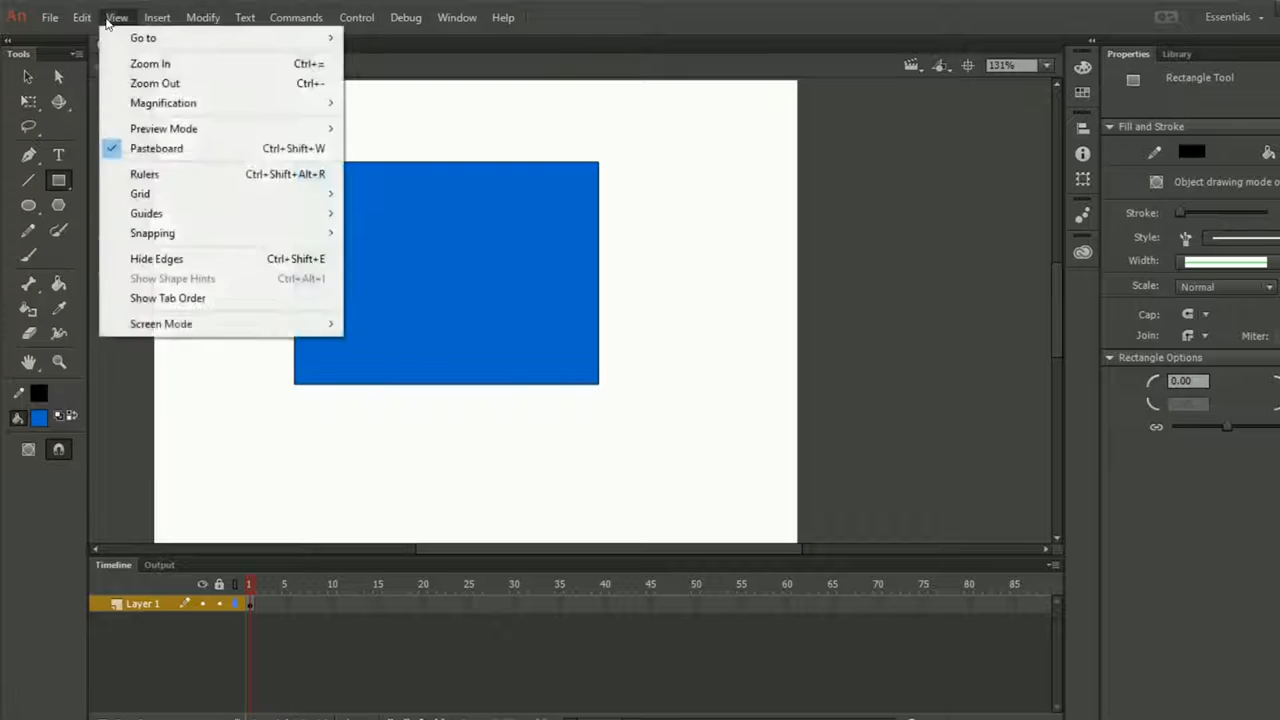 An File Edit View Insert Modify Text Commands Control Debug Window Help Essentials
Tools
Go to
Zoom In Ctrl+=
Zoom Out Ctrl+-
Magnification
Preview Mode
Pasteboard Ctrl+Shift+W
Rulers Ctrl+Shift+Alt+R
Grid
Guides
Snapping
Hide Edges Ctrl+Shift+E
Show Shape Hints Ctrl+Alt+I
Show Tab Order
Screen Mode
131%
Properties Library
Rectangle Tool
Fill and Stroke
Object drawing mode o
Stroke:
Style:
Width:
Scale: Normal
Cap:
Join: Miter:
Rectangle Options
0.00
Timeline Output
1 5 10 15 20 25 30 35 40 45 50 55 60 65 70 75 80 85
Layer 1